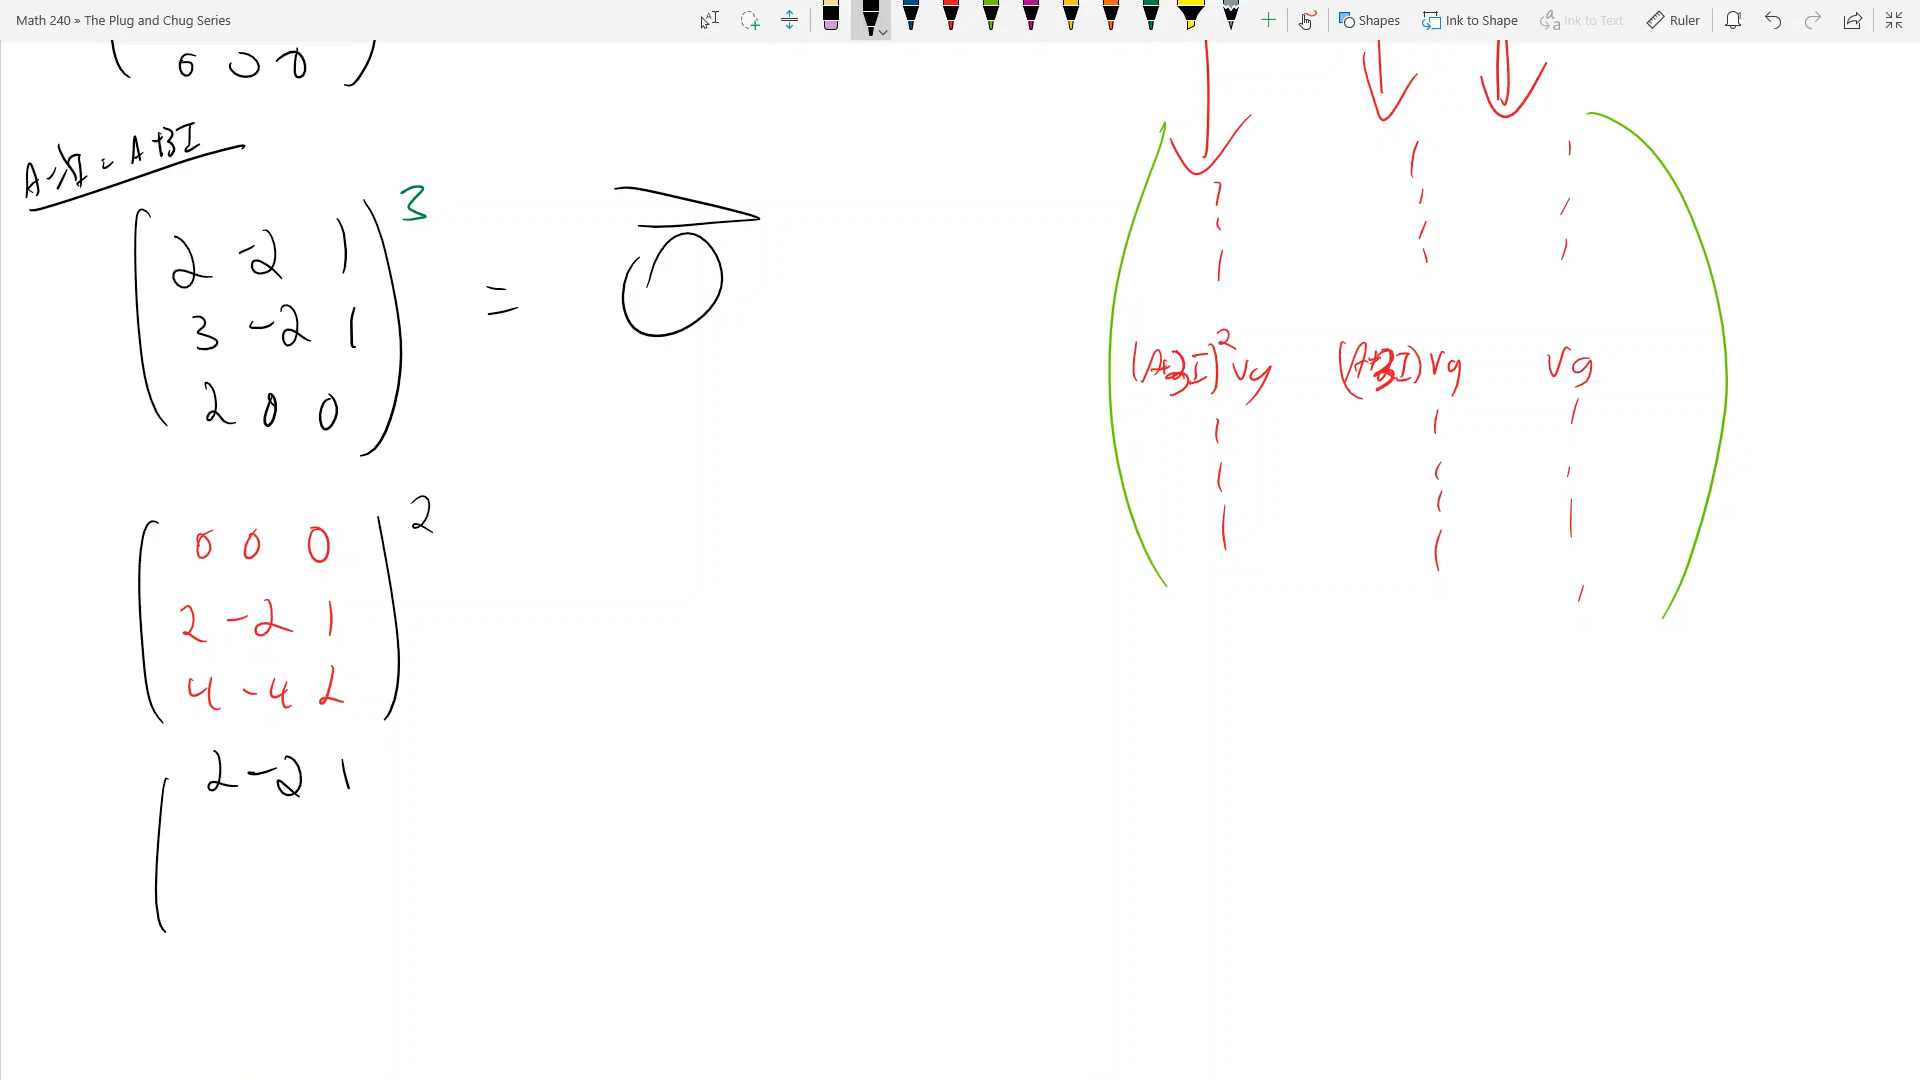 Math 240 » The Plug and Chug Series
Shapes
Ink to Shape
Ink to Text
Ruler
0 0 0
A-λI = A+3I
2 -2 1
3 -2 1
2 0 0
3
=
0
0 0 0
2 -2 1
4 -4 2
2
2 -2 1
(A+3I)² Vg (A+3I) Vg Vg